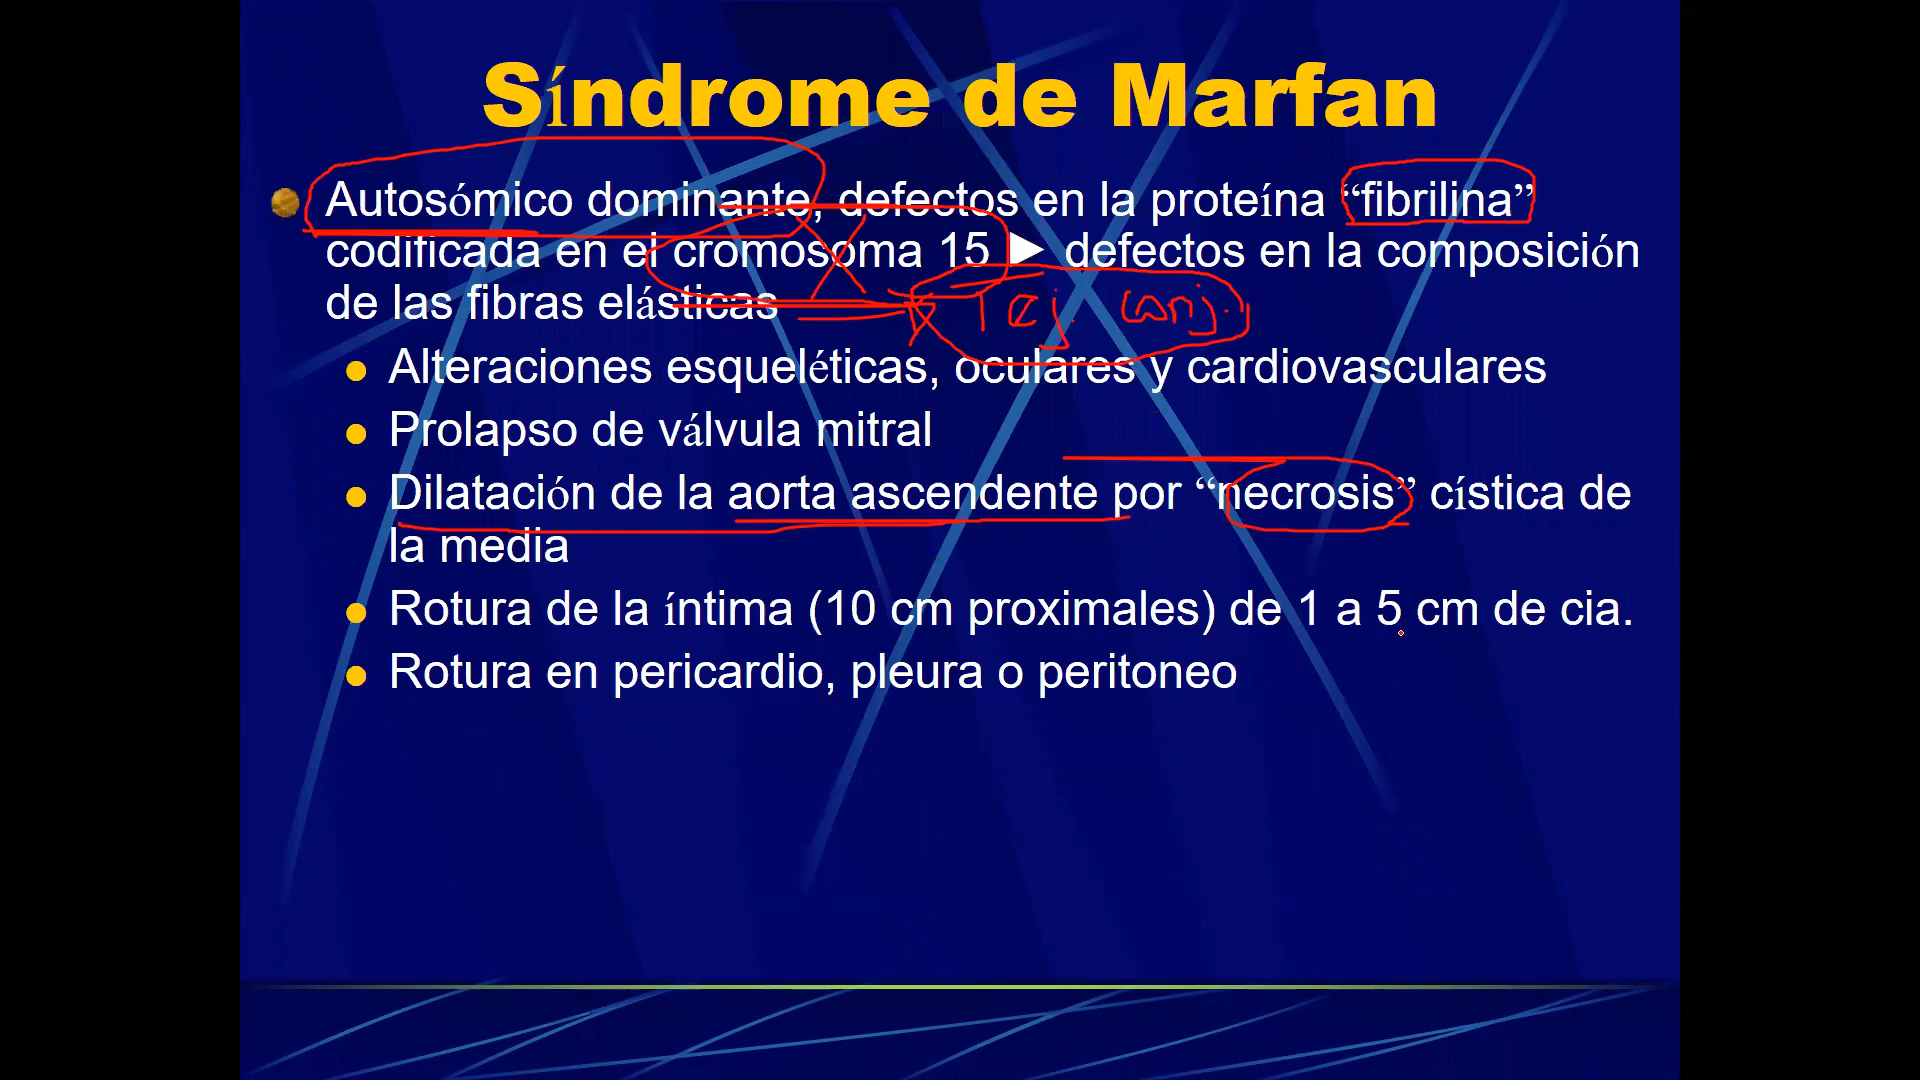 Síndrome de Marfan
Autosómico dominante, defectos en la proteína “fibrilina”
codificada en el cromosoma 15 ► defectos en la composición
de las fibras elásticas
Tej. Conj.
Alteraciones esqueléticas, oculares y cardiovasculares
Prolapso de válvula mitral
Dilatación de la aorta ascendente por “necrosis” cística de
la media
Rotura de la íntima (10 cm proximales) de 1 a 5 cm de cia.
Rotura en pericardio, pleura o peritoneo